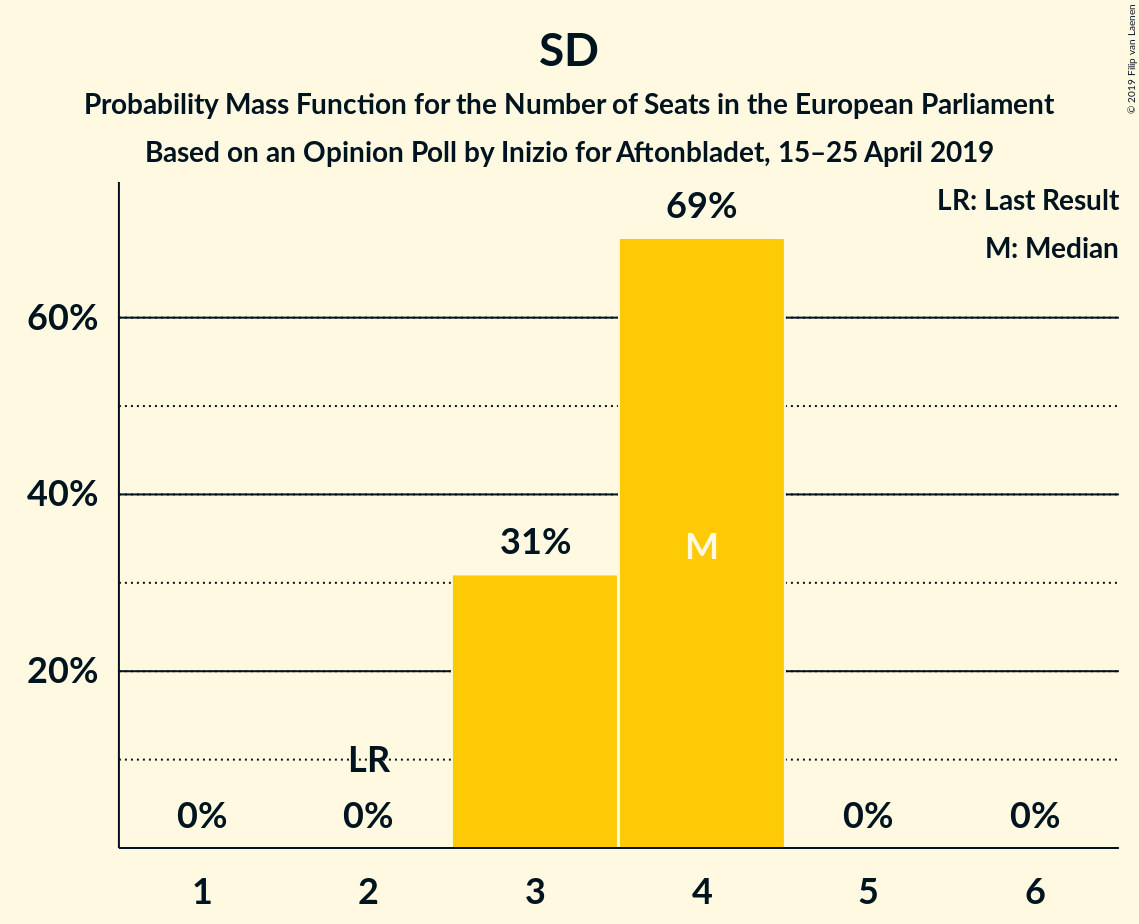 SD
Probability Mass Function for the Number of Seats in the European Parliament
Based on an Opinion Poll by Inizio for Aftonbladet, 15–25 April 2019
© 2019 Filip van Laenen
LR: Last Result
M: Median
69%
60%
40%
31%
M
20%
LR
0% 0% 0% 0%
1 2 3 4 5 6